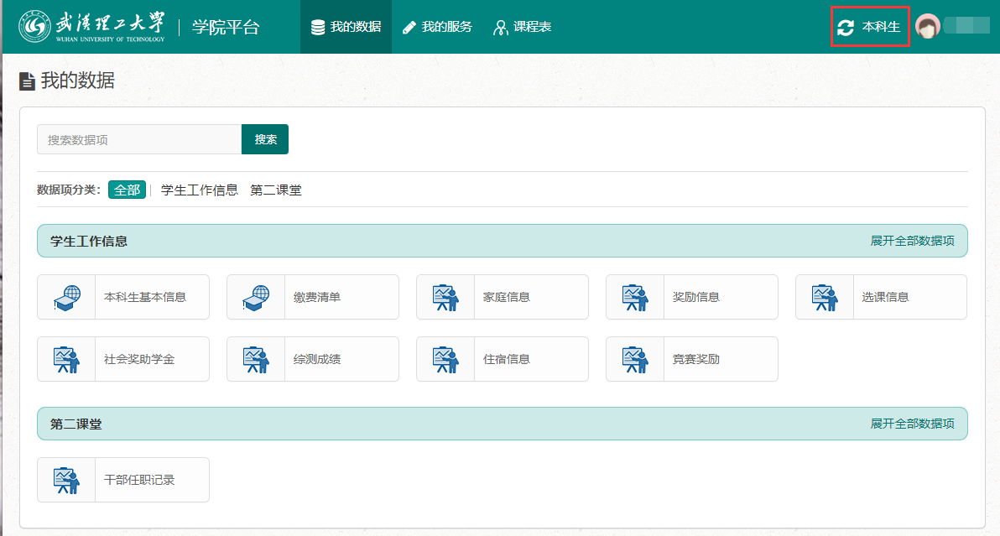 武汉理工大学
WUHAN UNIVERSITY OF TECHNOLOGY
学院平台
我的数据
我的服务
课程表
本科生
我的数据
搜索数据项
搜索
数据项分类：
全部
学生工作信息
第二课堂
学生工作信息
展开全部数据项
本科生基本信息
缴费清单
家庭信息
奖励信息
选课信息
社会奖助学金
综测成绩
住宿信息
竞赛奖励
第二课堂
展开全部数据项
干部任职记录